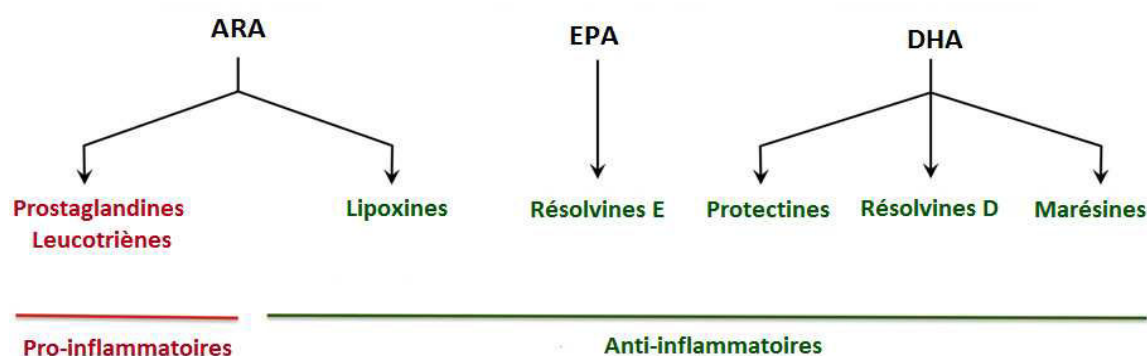 ARA
EPA
DHA
Prostaglandines
Leucotriènes
Lipoxines
Résolvines E
Protectines
Résolvines D
Marésines
Pro-inflammatoires
Anti-inflammatoires